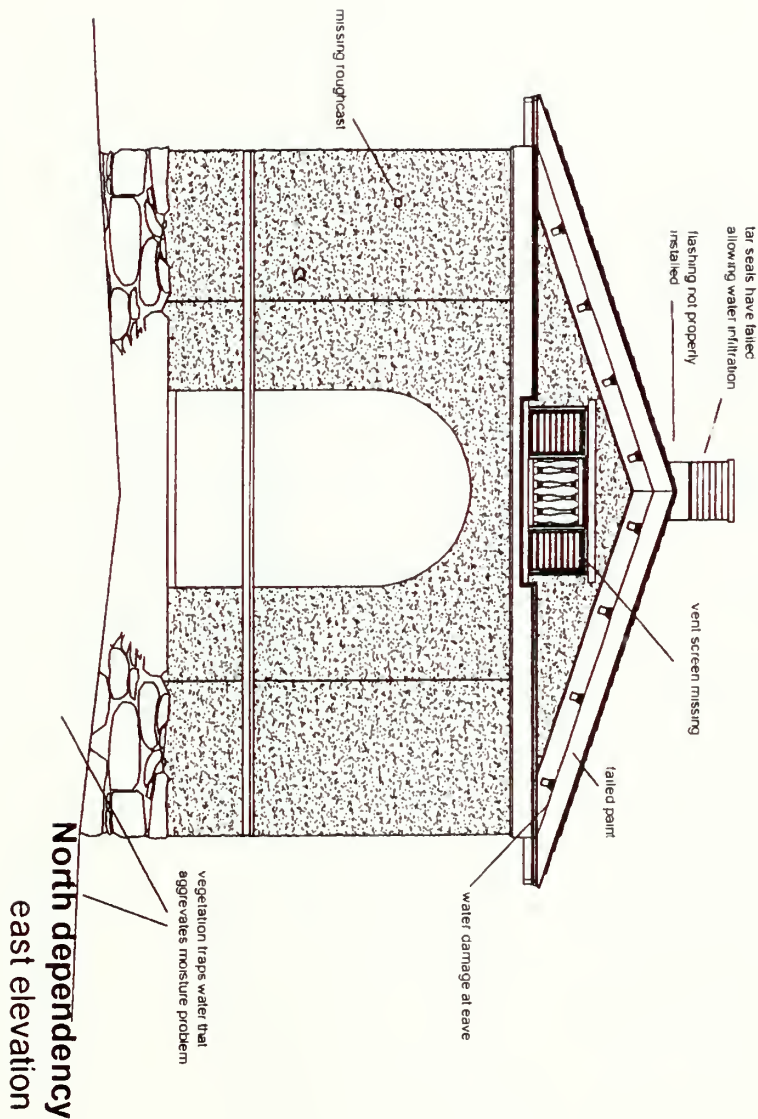 tar seals have failed
allowing water infiltration
flashing not properly
installed
missing roughcast
vent screen missing
failed paint
water damage at eave
vegetation traps water that
aggrevates moisture problem
North dependency
east elevation